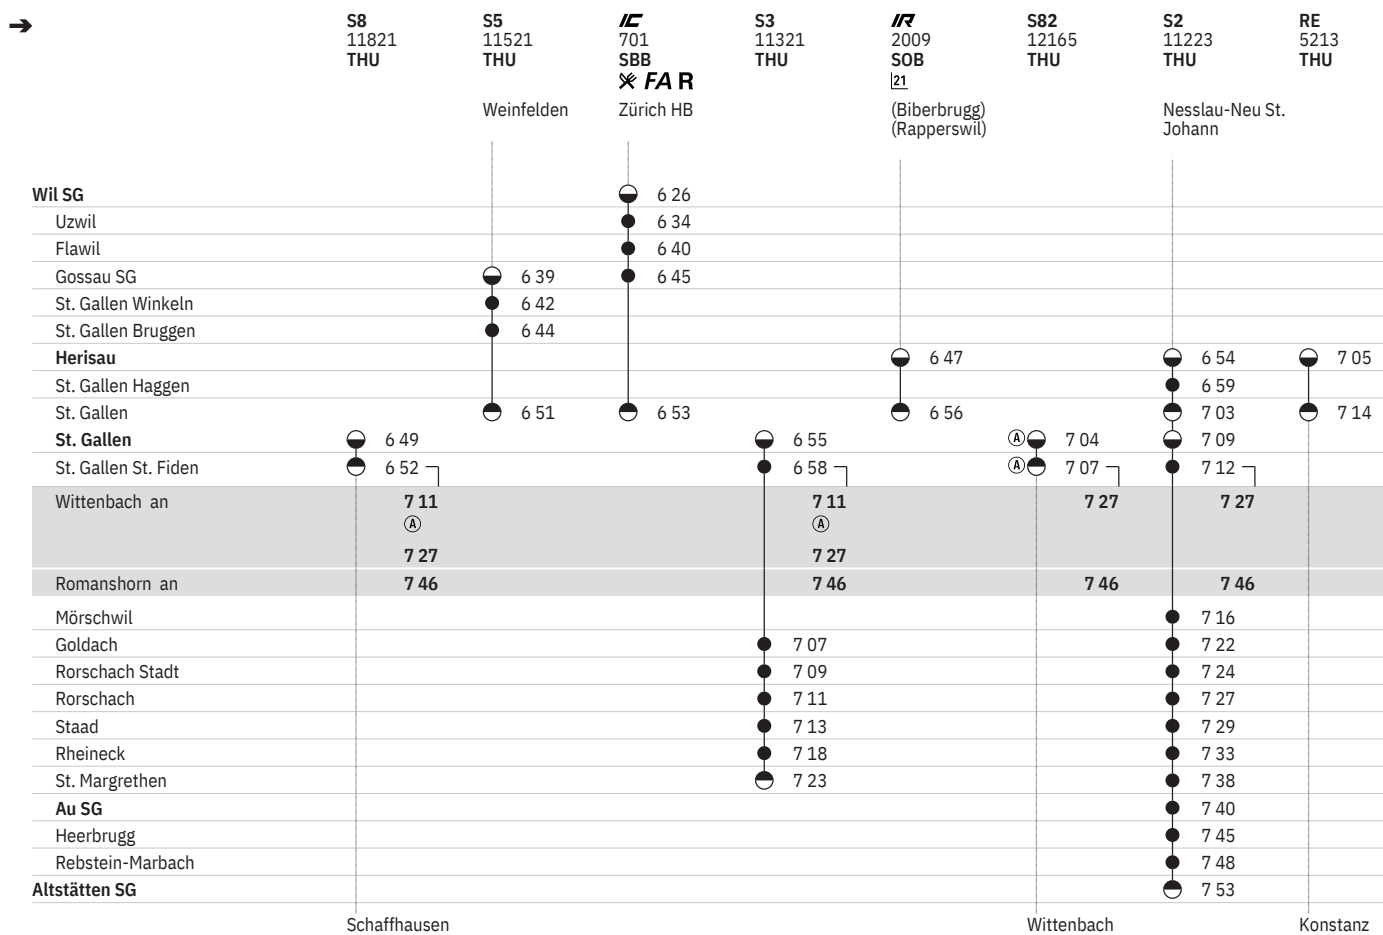 ➔ S8 S5 IC S3 IR S82 S2 RE
11821 11521 701 11321 2009 12165 11223 5213
THU THU SBB THU SOB THU THU THU
FA R 21
Weinfelden Zürich HB (Biberbrugg) Nesslau-Neu St.
(Rapperswil) Johann
Wil SG 6 26
Uzwil 6 34
Flawil 6 40
Gossau SG 6 39 6 45
St. Gallen Winkeln 6 42
St. Gallen Bruggen 6 44
Herisau 6 47 6 54 7 05
St. Gallen Haggen 6 59
St. Gallen 6 51 6 53 6 56 7 03 7 14
St. Gallen 6 49 6 55 Ⓐ 7 04 7 09
St. Gallen St. Fiden 6 52 6 58 Ⓐ 7 07 7 12
Wittenbach an 7 11 7 11 7 27 7 27
Ⓐ Ⓐ
7 27 7 27
Romanshorn an 7 46 7 46 7 46 7 46
Mörschwil 7 16
Goldach 7 07 7 22
Rorschach Stadt 7 09 7 24
Rorschach 7 11 7 27
Staad 7 13 7 29
Rheineck 7 18 7 33
St. Margrethen 7 23 7 38
Au SG 7 40
Heerbrugg 7 45
Rebstein-Marbach 7 48
Altstätten SG 7 53
Schaffhausen Wittenbach Konstanz